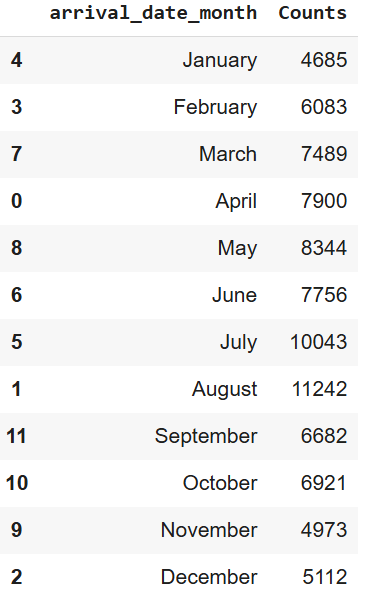 arrival_date_month Counts
4 January 4685
3 February 6083
7 March 7489
0 April 7900
8 May 8344
6 June 7756
5 July 10043
1 August 11242
11 September 6682
10 October 6921
9 November 4973
2 December 5112